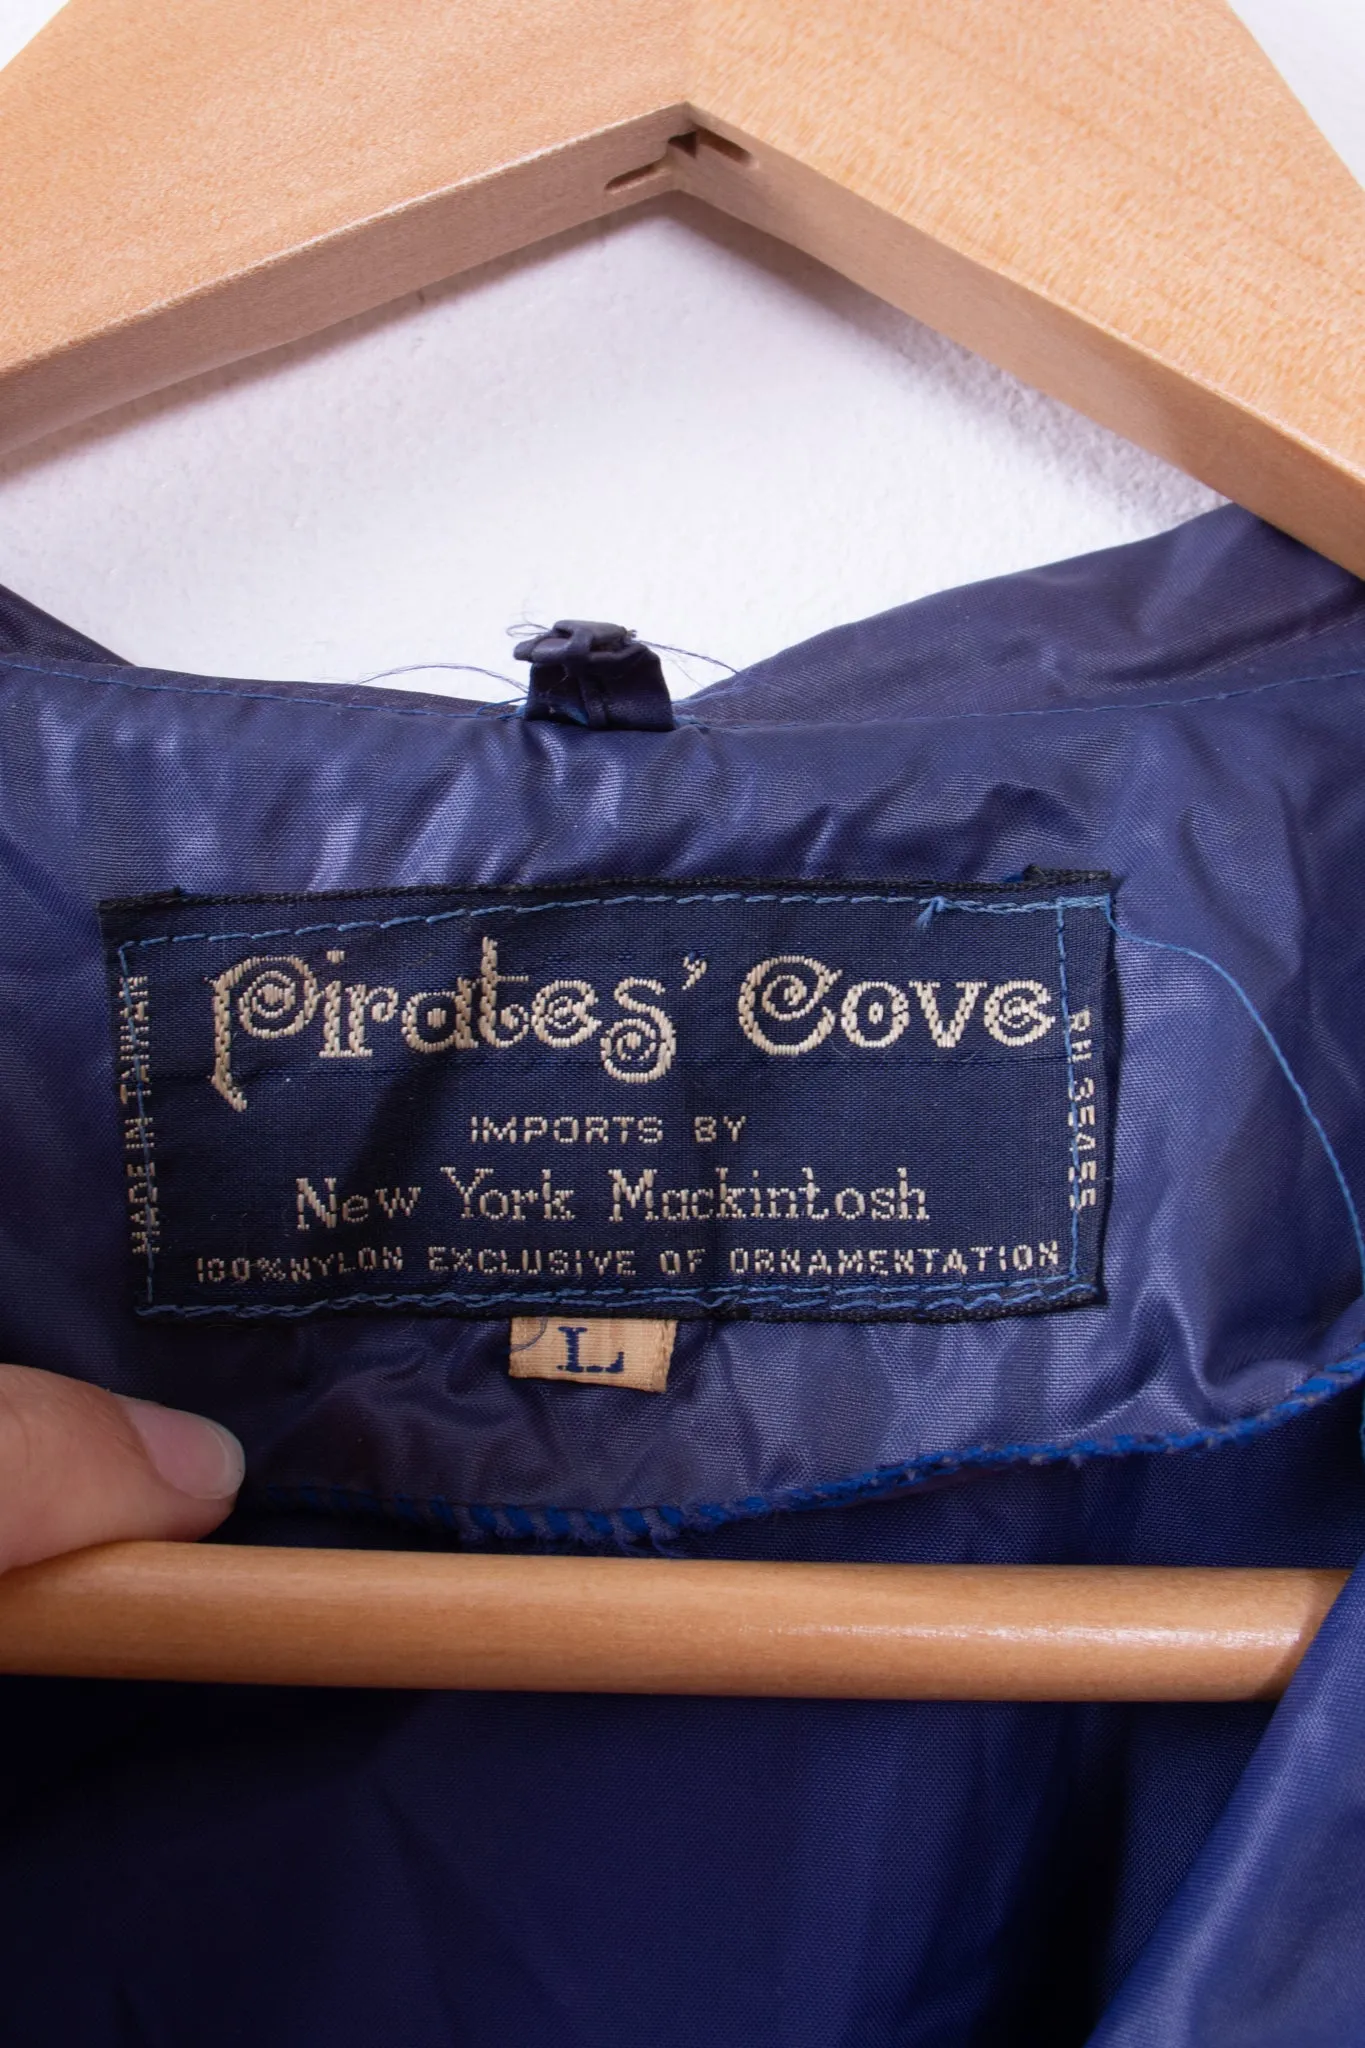 Pirates' Cove
IMPORTS BY
New York Mackintosh
100% NYLON EXCLUSIVE OF ORNAMENTATION
MADE IN TAIWAN
RN 35455
L